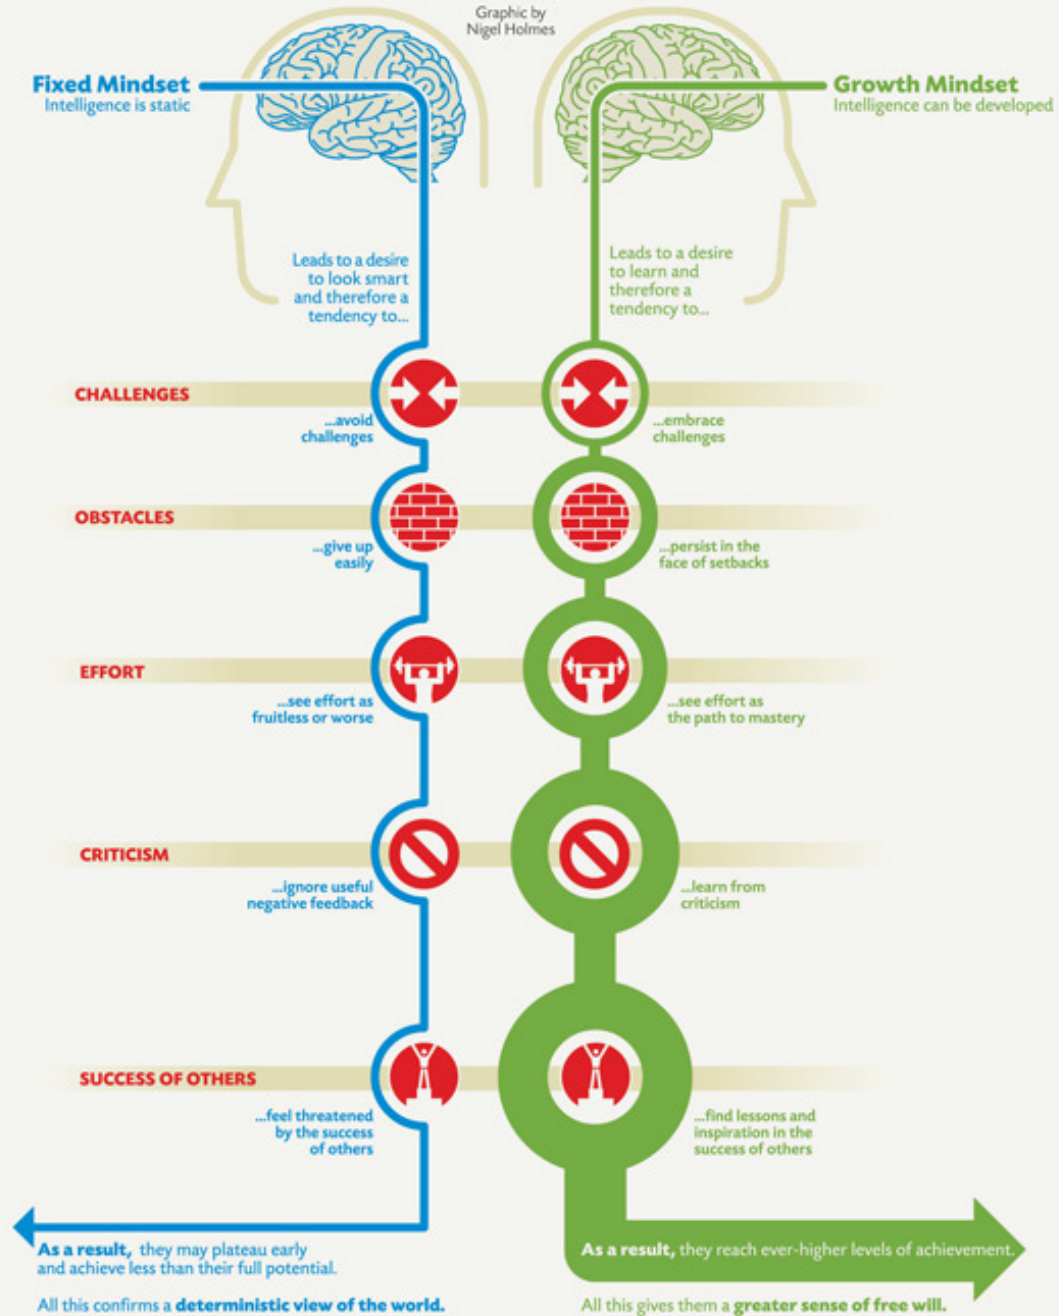 Graphic by
Nigel Holmes
Fixed Mindset
Intelligence is static
Growth Mindset
Intelligence can be developed
Leads to a desire
to look smart
and therefore a
tendency to...
Leads to a desire
to learn and
therefore a
tendency to...
CHALLENGES
...avoid
challenges
...embrace
challenges
OBSTACLES
...give up
easily
...persist in the
face of setbacks
EFFORT
...see effort as
fruitless or worse
...see effort as
the path to mastery
CRITICISM
...ignore useful
negative feedback
...learn from
criticism
SUCCESS OF OTHERS
...feel threatened
by the success
of others
...find lessons and
inspiration in the
success of others
As a result, they may plateau early
and achieve less than their full potential.
All this confirms a deterministic view of the world.
As a result, they reach ever-higher levels of achievement.
All this gives them a greater sense of free will.